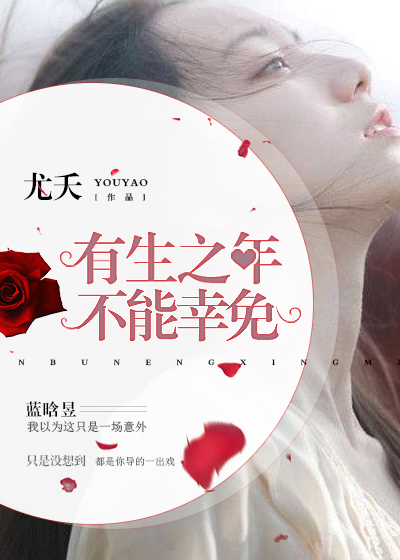 尤夭 YOUYAO
[作品]
有生之年
不能幸免
NBUNENGXINGM
蓝晗昱
我以为这只是一场意外
只是没想到 都是你导的一出戏